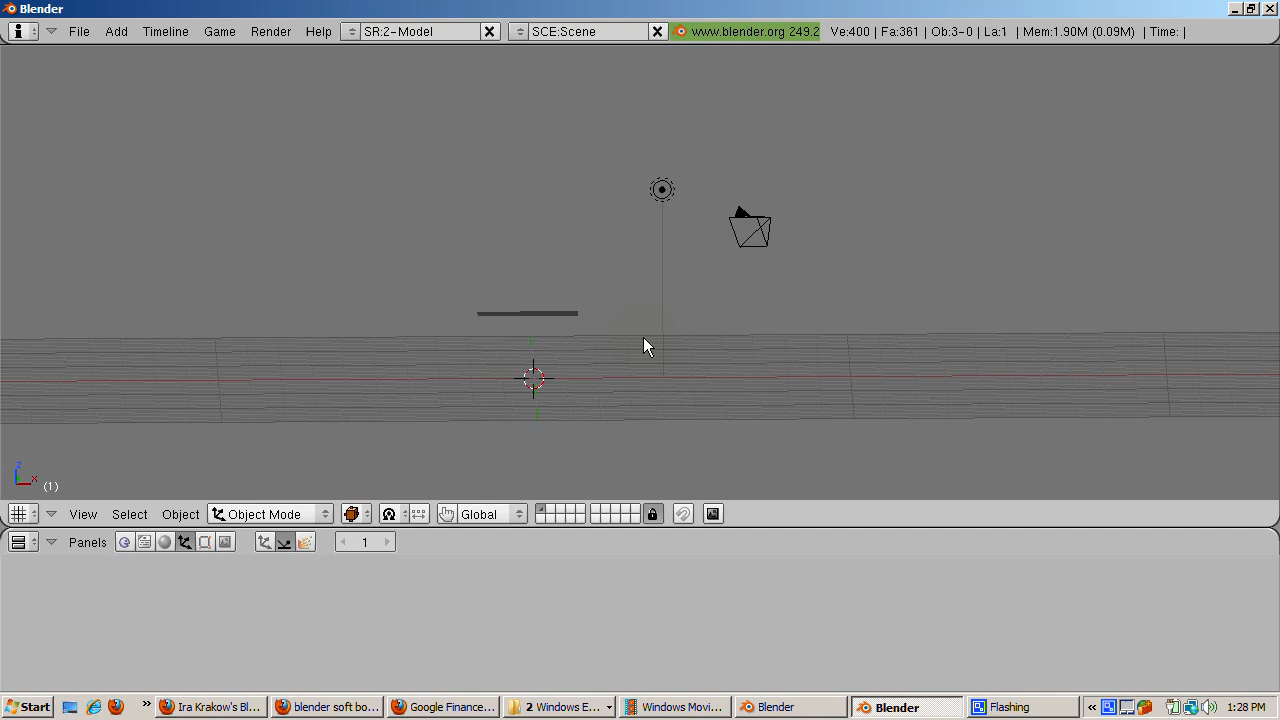 Blender
File Add Timeline Game Render Help SR:2-Model SCE:Scene www.blender.org 249.2 Ve:400 | Fa:361 | Ob:3-0 | La:1 | Mem:1.90M (0.09M) | Time: |
z
x
(1)
View Select Object Object Mode Global
Panels 1
Start » Ira Krakow's Bl... blender soft bo... Google Finance... 2 Windows E... Windows Movi... Blender Blender Flashing « 1:28 PM